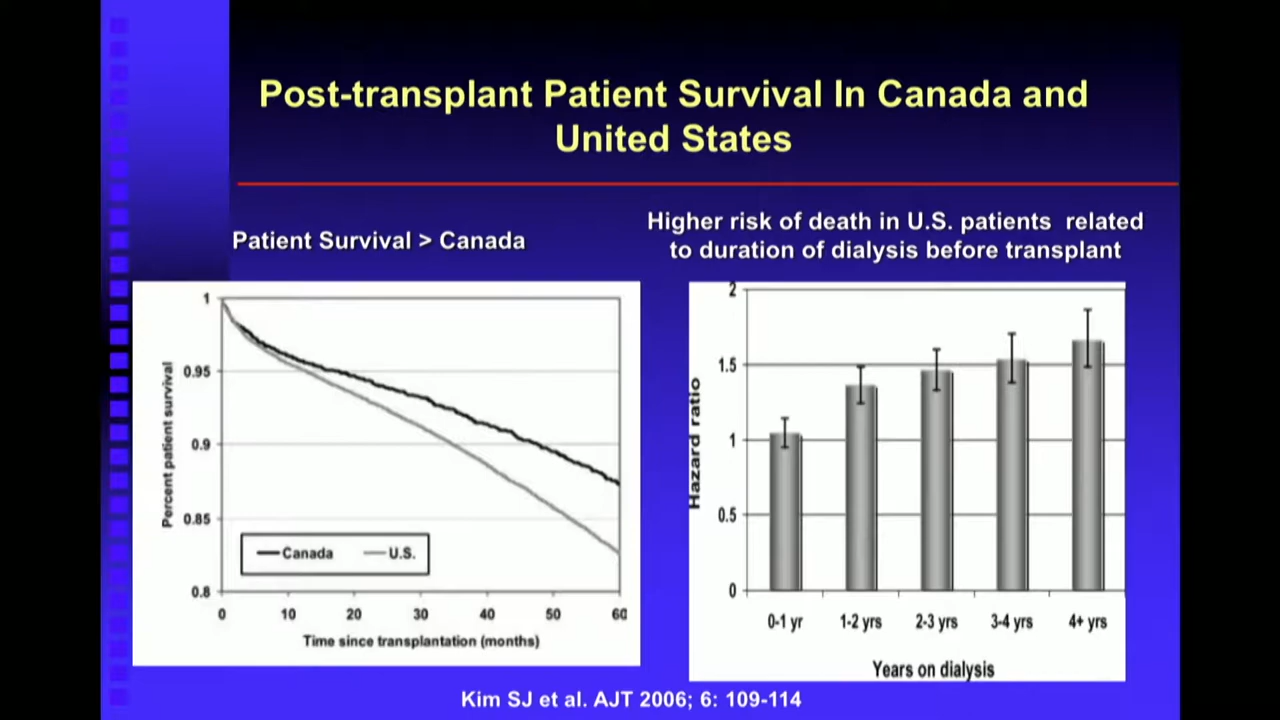 Post-transplant Patient Survival In Canada and
United States
Patient Survival > Canada
Higher risk of death in U.S. patients related
to duration of dialysis before transplant
1
0.95
0.9
0.85
0.8
Percent patient survival
Canada
U.S.
0 10 20 30 40 50 60
Time since transplantation (months)
2
1.5
1
0.5
0
Hazard ratio
0-1 yr 1-2 yrs 2-3 yrs 3-4 yrs 4+ yrs
Years on dialysis
Kim SJ et al. AJT 2006; 6: 109-114